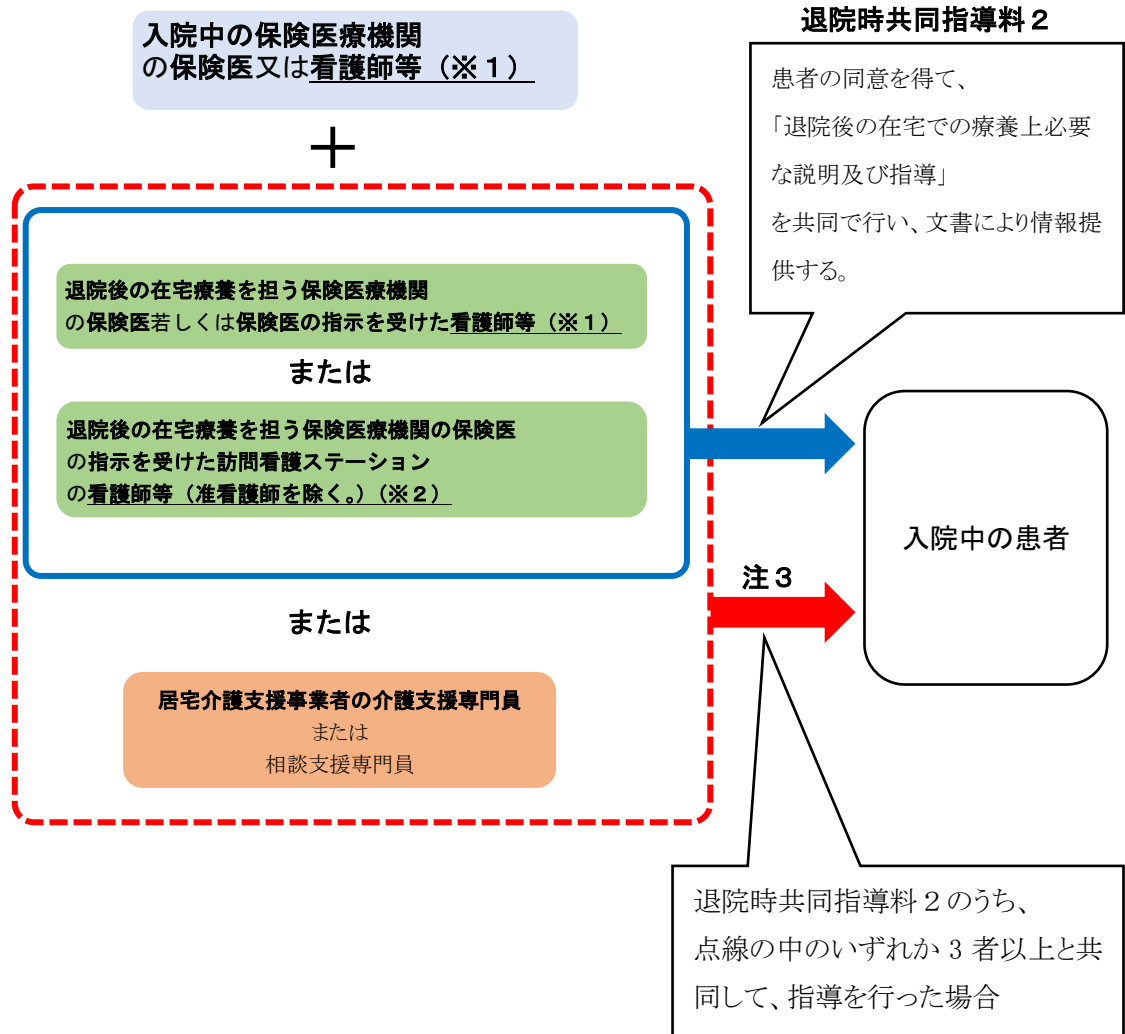 入院中の保険医療機関
の保険医又は看護師等（※１）
＋
退院後の在宅療養を担う保険医療機関
の保険医若しくは保険医の指示を受けた看護師等（※１）
または
退院後の在宅療養を担う保険医療機関の保険医
の指示を受けた訪問看護ステーション
の看護師等（准看護師を除く。）（※２）
または
居宅介護支援事業者の介護支援専門員
または
相談支援専門員
退院時共同指導料２
患者の同意を得て、
「退院後の在宅での療養上必要
な説明及び指導」
を共同で行い、文書により情報提
供する。
入院中の患者
注３
退院時共同指導料２のうち、
点線の中のいずれか 3 者以上と共
同して、指導を行った場合